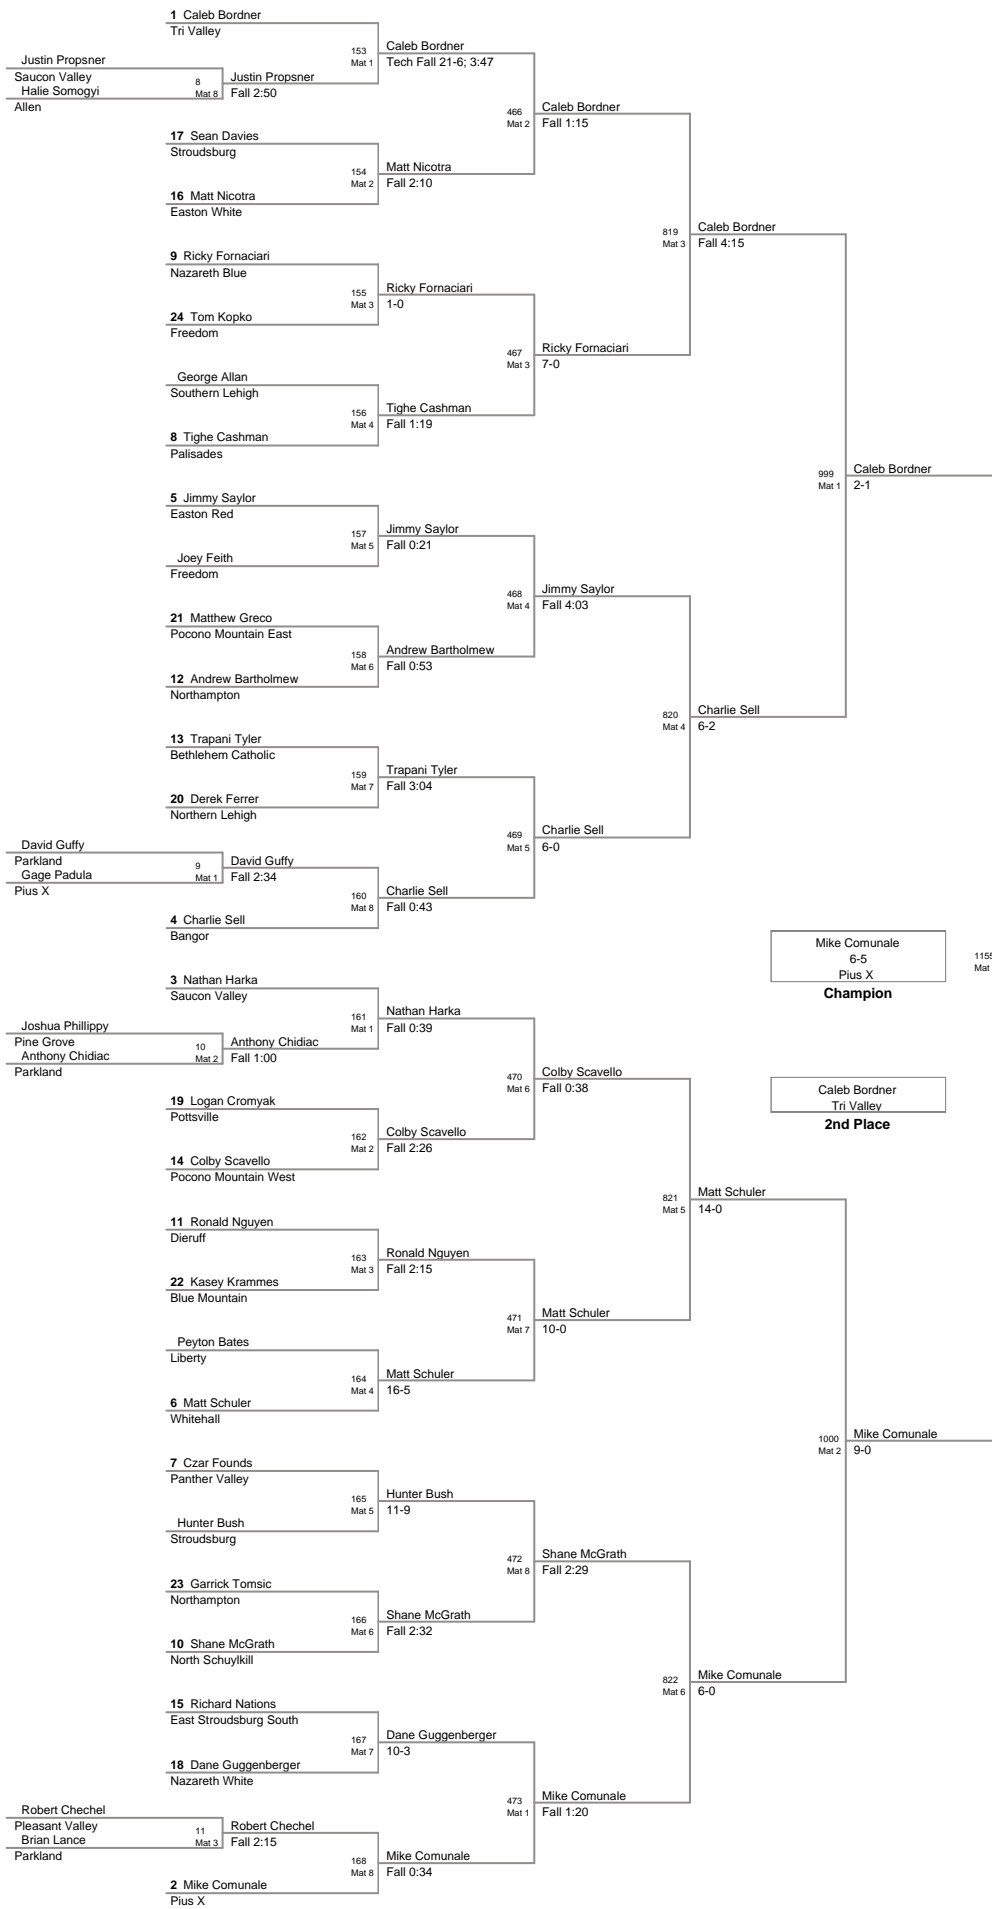 1 Caleb Bordner
Tri Valley
153
Mat 1
Caleb Bordner
Tech Fall 21-6; 3:47
Justin Propsner
Saucon Valley
8
Mat 8
Justin Propsner
Fall 2:50
Halie Somogyi
Allen
466
Mat 2
Caleb Bordner
Fall 1:15
17 Sean Davies
Stroudsburg
154
Mat 2
Matt Nicotra
Fall 2:10
16 Matt Nicotra
Easton White
819
Mat 3
Caleb Bordner
Fall 4:15
9 Ricky Fornaciari
Nazareth Blue
155
Mat 3
Ricky Fornaciari
1-0
24 Tom Kopko
Freedom
467
Mat 3
Ricky Fornaciari
7-0
George Allan
Southern Lehigh
156
Mat 4
Tighe Cashman
Fall 1:19
8 Tighe Cashman
Palisades
999
Mat 1
Caleb Bordner
2-1
5 Jimmy Saylor
Easton Red
157
Mat 5
Jimmy Saylor
Fall 0:21
Joey Feith
Freedom
468
Mat 4
Jimmy Saylor
Fall 4:03
21 Matthew Greco
Pocono Mountain East
158
Mat 6
Andrew Bartholmew
Fall 0:53
12 Andrew Bartholmew
Northampton
820
Mat 4
Charlie Sell
6-2
13 Trapani Tyler
Bethlehem Catholic
159
Mat 7
Trapani Tyler
Fall 3:04
20 Derek Ferrer
Northern Lehigh
469
Mat 5
Charlie Sell
6-0
David Guffy
Parkland
9
Mat 1
David Guffy
Fall 2:34
Gage Padula
Pius X
160
Mat 8
Charlie Sell
Fall 0:43
4 Charlie Sell
Bangor
Mike Comunale
6-5
Pius X
Champion
1155
Mat
3 Nathan Harka
Saucon Valley
161
Mat 1
Nathan Harka
Fall 0:39
Joshua Phillippy
Pine Grove
10
Mat 2
Anthony Chidiac
Fall 1:00
Anthony Chidiac
Parkland
470
Mat 6
Colby Scavello
Fall 0:38
Caleb Bordner
Tri Valley
2nd Place
19 Logan Cromyak
Pottsville
162
Mat 2
Colby Scavello
Fall 2:26
14 Colby Scavello
Pocono Mountain West
821
Mat 5
Matt Schuler
14-0
11 Ronald Nguyen
Dieruff
163
Mat 3
Ronald Nguyen
Fall 2:15
22 Kasey Krammes
Blue Mountain
471
Mat 7
Matt Schuler
10-0
Peyton Bates
Liberty
164
Mat 4
Matt Schuler
16-5
6 Matt Schuler
Whitehall
1000
Mat 2
Mike Comunale
9-0
7 Czar Founds
Panther Valley
165
Mat 5
Hunter Bush
11-9
Hunter Bush
Stroudsburg
472
Mat 8
Shane McGrath
Fall 2:29
23 Garrick Tomsic
Northampton
166
Mat 6
Shane McGrath
Fall 2:32
10 Shane McGrath
North Schuylkill
822
Mat 6
Mike Comunale
6-0
15 Richard Nations
East Stroudsburg South
167
Mat 7
Dane Guggenberger
10-3
18 Dane Guggenberger
Nazareth White
473
Mat 1
Mike Comunale
Fall 1:20
Robert Chechel
Pleasant Valley
11
Mat 3
Robert Chechel
Fall 2:15
Brian Lance
Parkland
168
Mat 8
Mike Comunale
Fall 0:34
2 Mike Comunale
Pius X